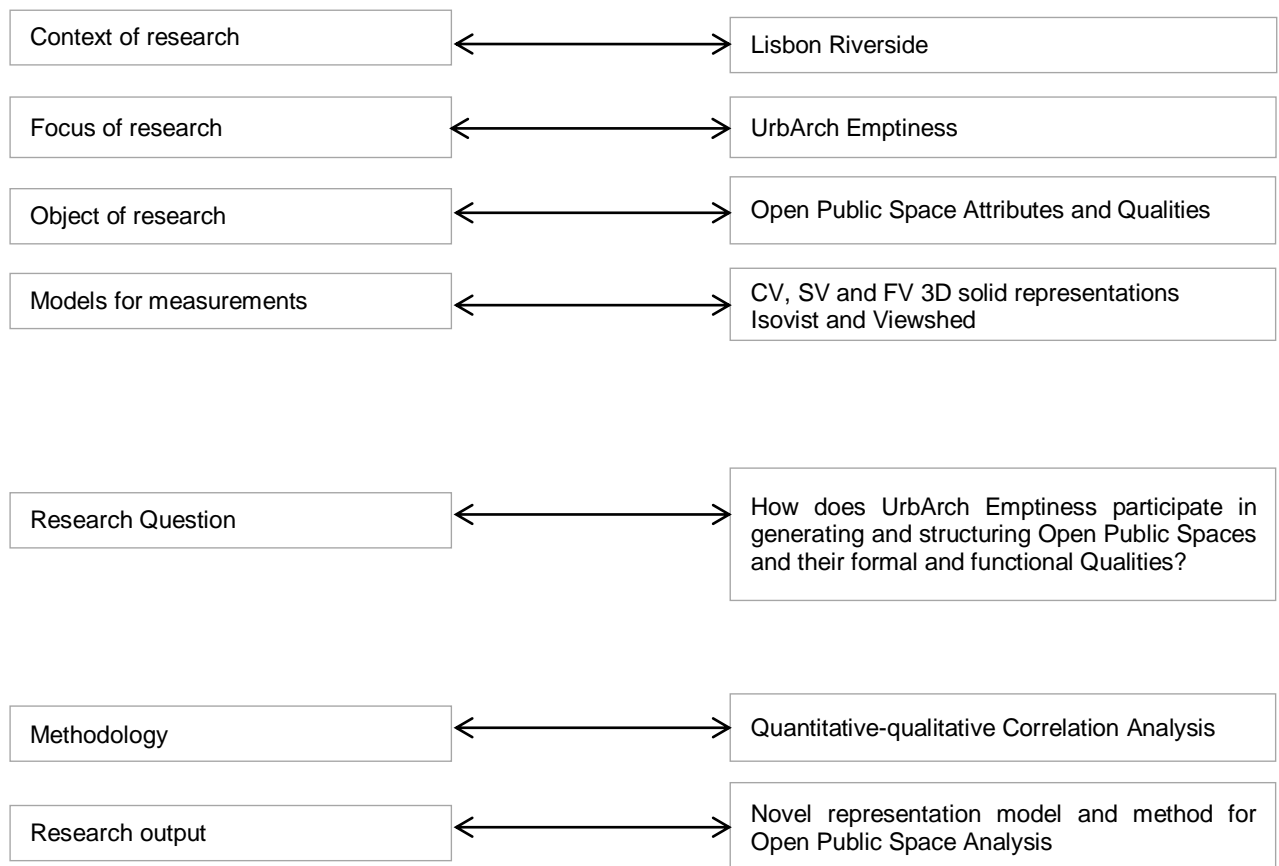 Context of research
Lisbon Riverside
Focus of research
UrbArch Emptiness
Object of research
Open Public Space Attributes and Qualities
Models for measurements
CV, SV and FV 3D solid representations
Isovist and Viewshed
Research Question
How does UrbArch Emptiness participate in
generating and structuring Open Public Spaces
and their formal and functional Qualities?
Methodology
Quantitative-qualitative Correlation Analysis
Research output
Novel representation model and method for
Open Public Space Analysis